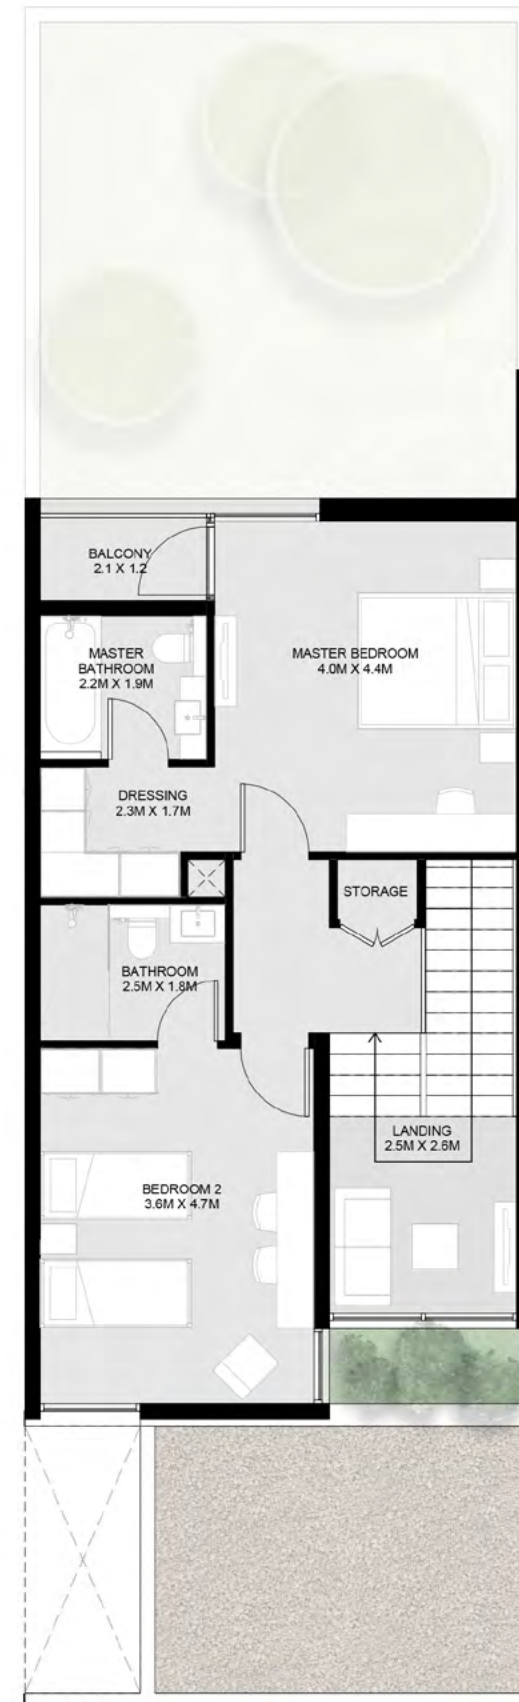 BALCONY
2.1 X 1.2
MASTER
BATHROOM
2.2M X 1.9M
MASTER BEDROOM
4.0M X 4.4M
DRESSING
2.3M X 1.7M
STORAGE
BATHROOM
2.5M X 1.8M
LANDING
2.5M X 2.6M
BEDROOM 2
3.6M X 4.7M